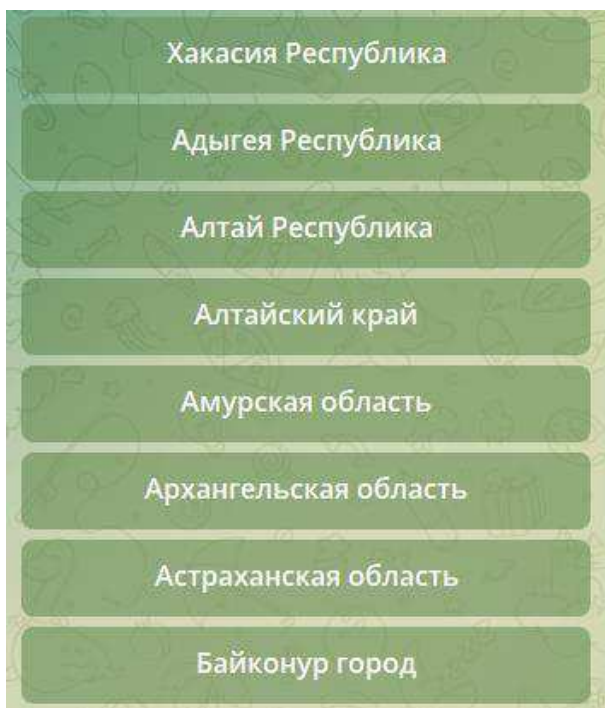 Хакасия Республика
Адыгея Республика
Алтай Республика
Алтайский край
Амурская область
Архангельская область
Астраханская область
Байконур город